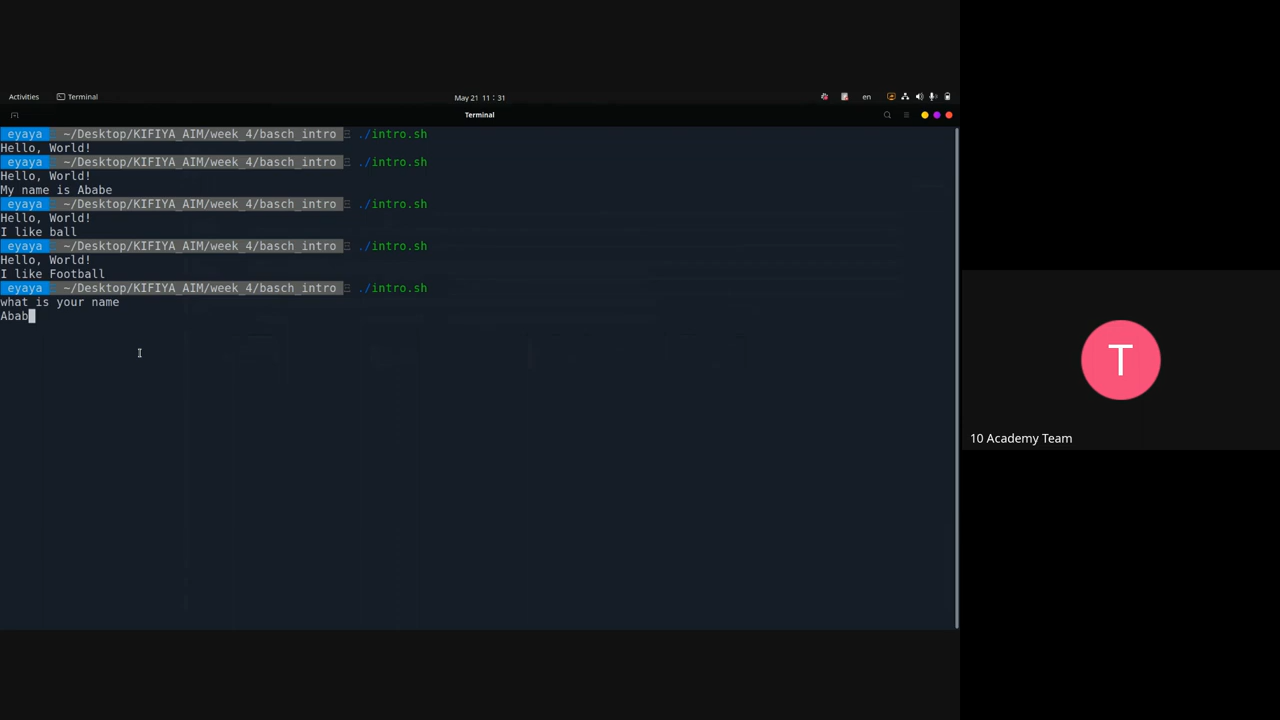 Activities Terminal May 21 11:31 en
Terminal
eyaya ~/Desktop/KIFIYA_AIM/week_4/basch_intro ./intro.sh
Hello, World!
eyaya ~/Desktop/KIFIYA_AIM/week_4/basch_intro ./intro.sh
Hello, World!
My name is Ababe
eyaya ~/Desktop/KIFIYA_AIM/week_4/basch_intro ./intro.sh
Hello, World!
I like ball
eyaya ~/Desktop/KIFIYA_AIM/week_4/basch_intro ./intro.sh
Hello, World!
I like Football
eyaya ~/Desktop/KIFIYA_AIM/week_4/basch_intro ./intro.sh
what is your name
Abab
T
10 Academy Team